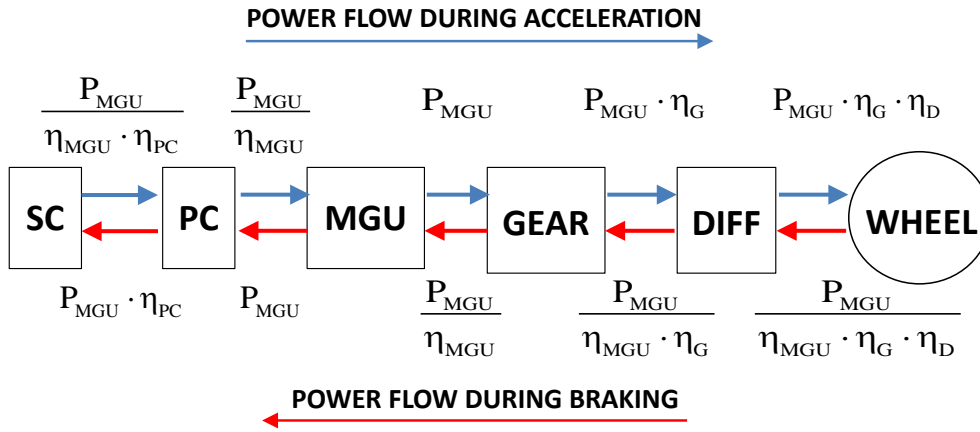 POWER FLOW DURING ACCELERATION
P_MGU / (η_MGU · η_PC)
P_MGU / η_MGU
P_MGU
P_MGU · η_G
P_MGU · η_G · η_D
SC
PC
MGU
GEAR
DIFF
WHEEL
P_MGU · η_PC
P_MGU
P_MGU / η_MGU
P_MGU / (η_MGU · η_G)
P_MGU / (η_MGU · η_G · η_D)
POWER FLOW DURING BRAKING